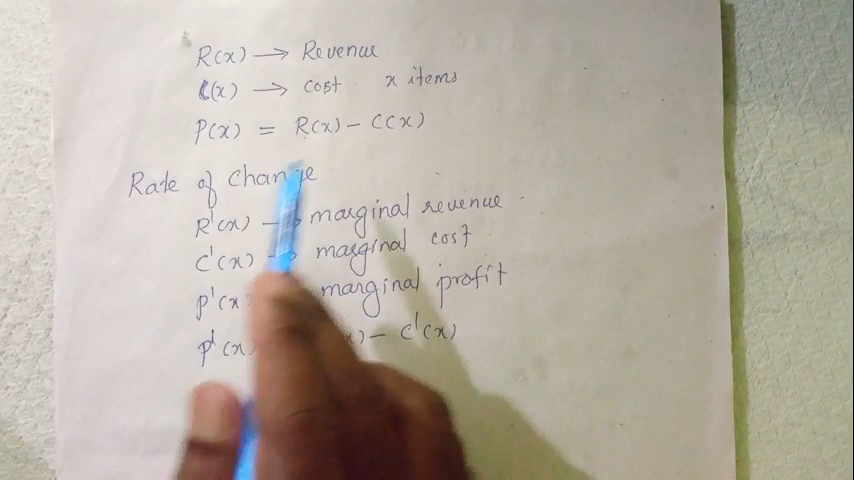 R(x) → Revenue
C(x) → cost x items
P(x) = R(x) – C(x)
Rate of change
R'(x) → marginal revenue
C'(x) → marginal cost
P'(x marginal profit
P'(x) x) – C'(x)